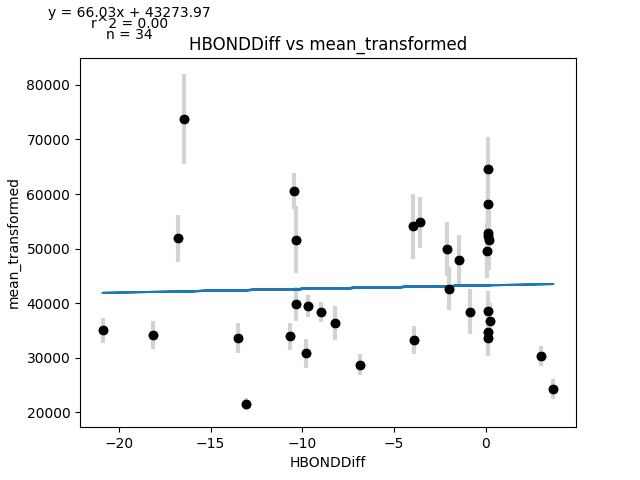 y = 66.03x + 43273.97
r^2 = 0.00
n = 34
HBONDDiff vs mean_transformed
80000
70000
60000
50000
40000
30000
20000
mean_transformed
−20
−15
−10
−5
0
HBONDDiff